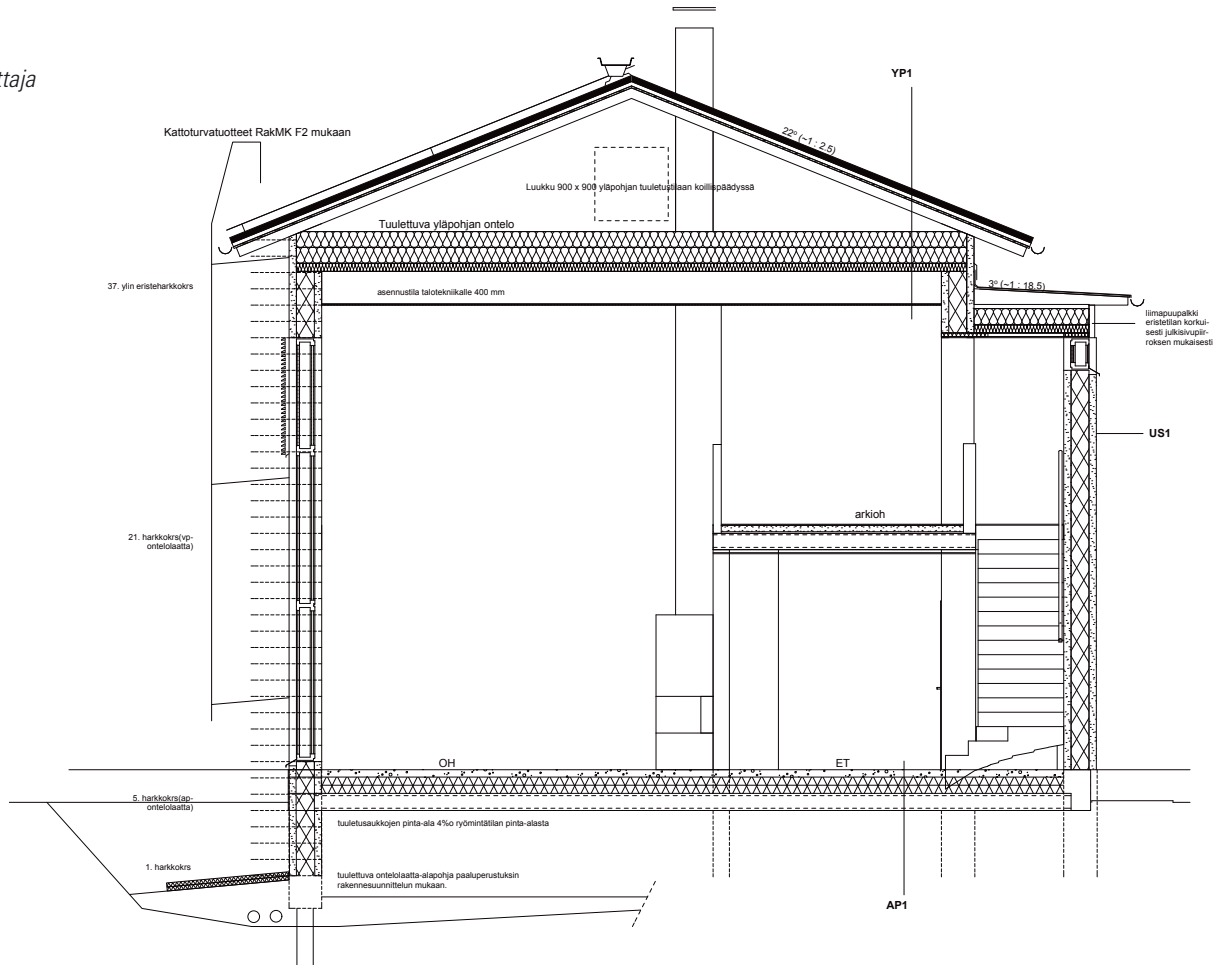 ttaja
YP1
Kattoturvatuotteet RakMK F2 mukaan
22º (~1 : 2.5)
Luukku 900 x 900 yläpohjan tuuletustilaan koillispäädyssä
Tuulettuva yläpohjan ontelo
37. ylin eristeharkkokrs
asennustila talotekniikalle 400 mm
3º (~1 : 18.5)
liimapuupalkki
eristetilan korkui-
sesti julkisivupiir-
roksen mukaisesti
US1
arkioh
21. harkkokrs(vp-
ontelolaatta)
OH
ET
5. harkkokrs(ap-
ontelolaatta)
tuuletusaukkojen pinta-ala 4‰ ryömintätilan pinta-alasta
1. harkkokrs
tuulettuva ontelolaatta-alapohja paaluperustuksin
rakennesuunnittelun mukaan.
AP1